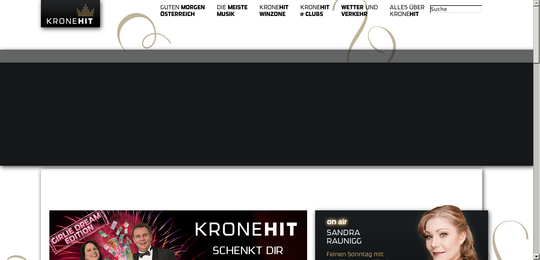 KRONEHIT
GUTEN MORGEN
ÖSTERREICH
DIE MEISTE
MUSIK
KRONEHIT
WINZONE
KRONEHIT
@ CLUBS
WETTER UND
VERKEHR
ALLES ÜBER
KRONEHIT
Suche
GIRLIE DREAM
EDITION
KRONEHIT
SCHENKT DIR
on air
SANDRA
RAUNIGG
Feinen Sonntag mit